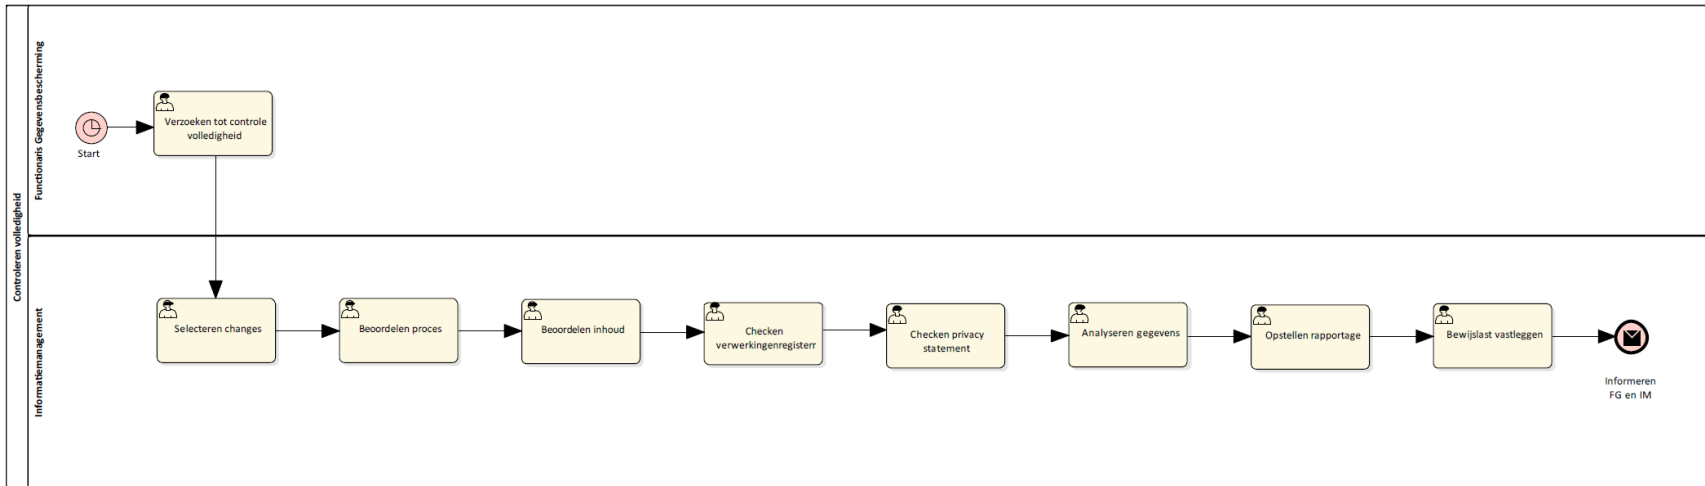 Controleren volledigheid
Functionaris Gegevensbescherming
Start
Verzoeken tot controle
volledigheid
Informatiemanagement
Selecteren changes
Beoordelen proces
Beoordelen inhoud
Checken
verwerkingenregisterr
Checken privacy
statement
Analyseren gegevens
Opstellen rapportage
Bewijslast vastleggen
Informeren
FG en IM